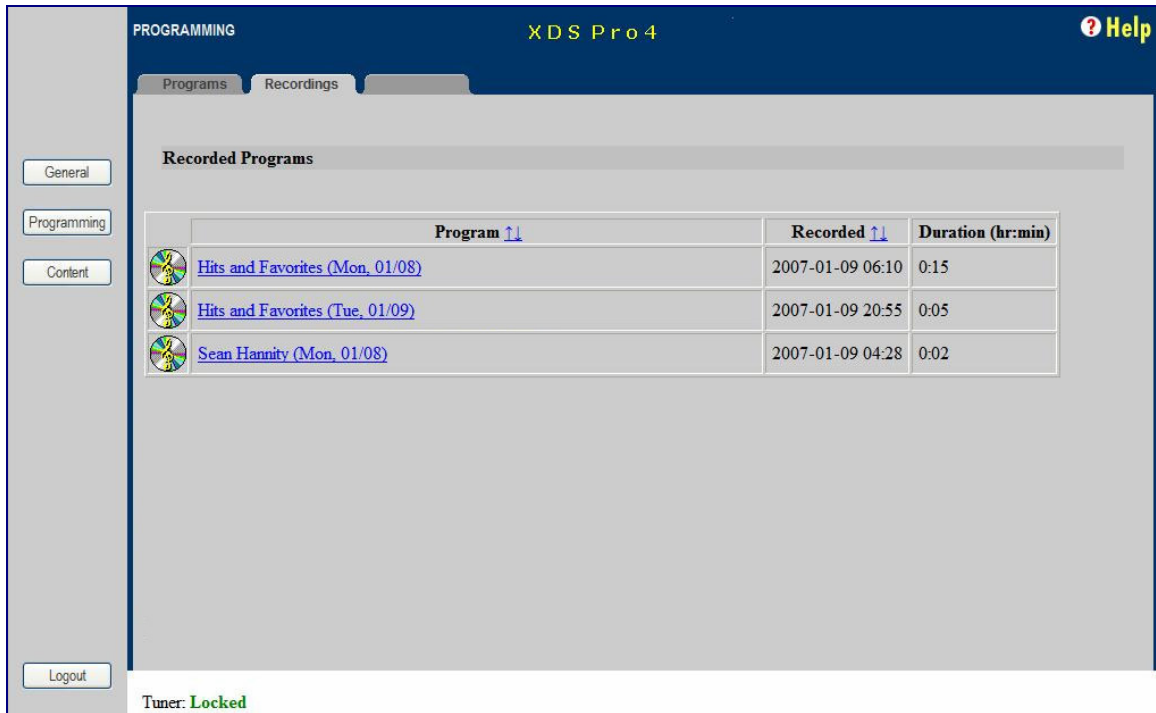 PROGRAMMING
XDS Pro4
? Help
Programs
Recordings
Recorded Programs
General
Programming
Content
Program ↑↓ Recorded ↑↓ Duration (hr:min)
Hits and Favorites (Mon, 01/08) 2007-01-09 06:10 0:15
Hits and Favorites (Tue, 01/09) 2007-01-09 20:55 0:05
Sean Hannity (Mon, 01/08) 2007-01-09 04:28 0:02
Logout
Tuner: Locked